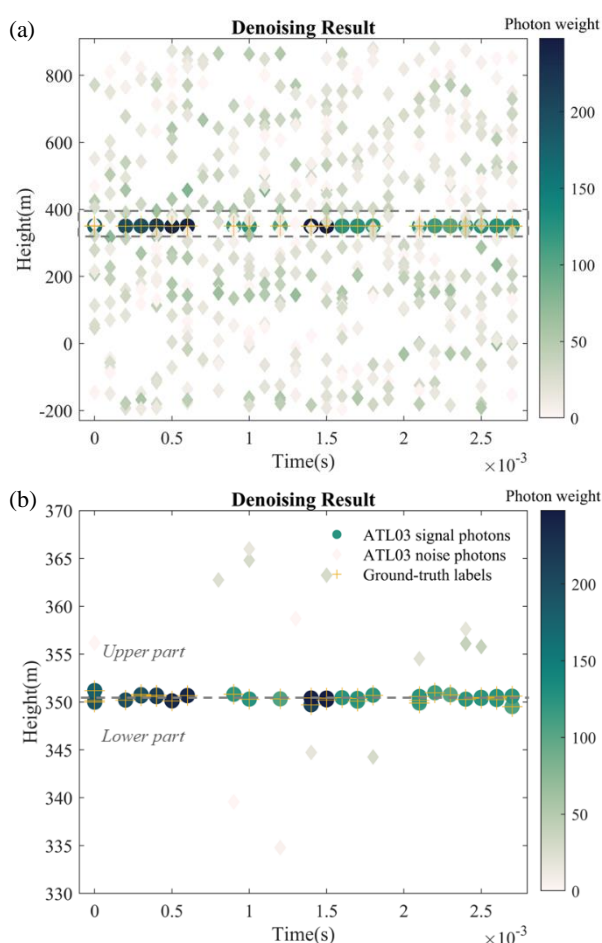 (a)
Denoising Result
Photon weight
800
600
400
200
0
-200
Height(m)
0
0.5
1
1.5
2
2.5
×10⁻³
Time(s)
200
150
100
50
0
(b)
Denoising Result
Photon weight
370
365
360
355
350
345
340
335
330
Height(m)
ATL03 signal photons
ATL03 noise photons
Ground-truth labels
Upper part
Lower part
0
0.5
1
1.5
2
2.5
×10⁻³
Time(s)
200
150
100
50
0